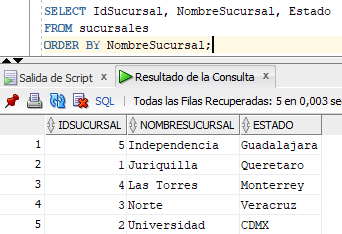 SELECT IdSucursal, NombreSucursal, Estado
FROM sucursales
ORDER BY NombreSucursal;
Salida de Script x Resultado de la Consulta x
SQL | Todas las Filas Recuperadas: 5 en 0,003 se
IDSUCURSAL NOMBRESUCURSAL ESTADO
1 5 Independencia Guadalajara
2 1 Juriquilla Queretaro
3 4 Las Torres Monterrey
4 3 Norte Veracruz
5 2 Universidad CDMX